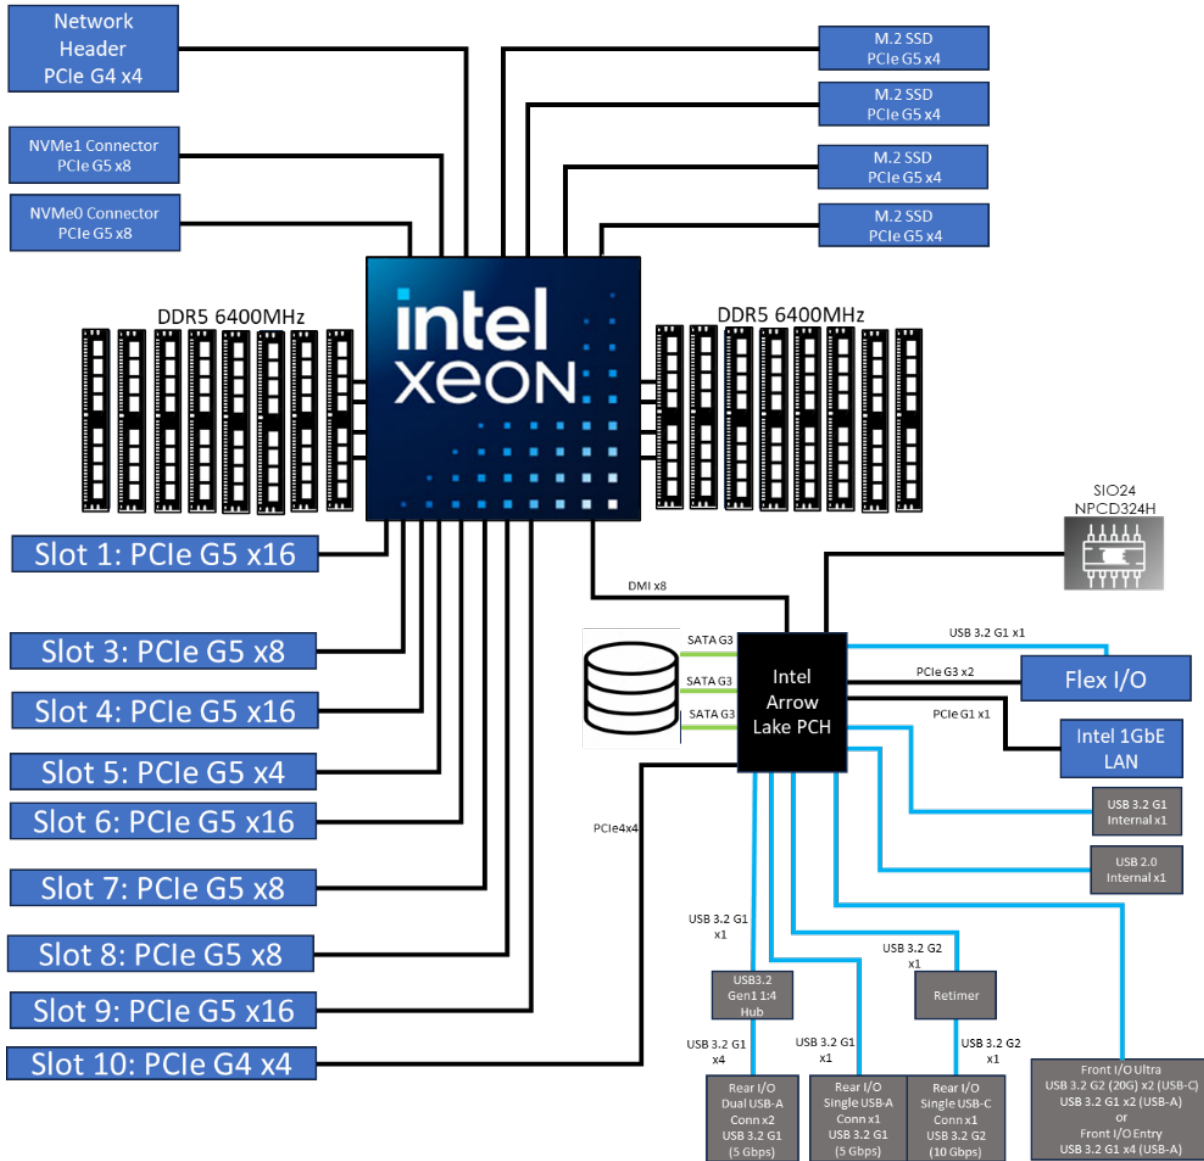 Network
Header
PCIe G4 x4
NVMe1 Connector
PCIe G5 x8
NVMe0 Connector
PCIe G5 x8
M.2 SSD
PCIe G5 x4
M.2 SSD
PCIe G5 x4
M.2 SSD
PCIe G5 x4
M.2 SSD
PCIe G5 x4
DDR5 6400MHz
intel
xeon
DDR5 6400MHz
SIO24
NPCD324H
Slot 1: PCIe G5 x16
Slot 3: PCIe G5 x8
Slot 4: PCIe G5 x16
Slot 5: PCIe G5 x4
Slot 6: PCIe G5 x16
Slot 7: PCIe G5 x8
Slot 8: PCIe G5 x8
Slot 9: PCIe G5 x16
Slot 10: PCIe G4 x4
DMI x8
SATA G3
SATA G3
SATA G3
Intel
Arrow
Lake PCH
USB 3.2 G1 x1
PCIe G3 x2
Flex I/O
PCIe G1 x1
Intel 1GbE
LAN
USB 3.2 G1
Internal x1
USB 2.0
Internal x1
PCIe4x4
USB 3.2 G1
x1
USB 3.2 G2
x1
USB3.2
Gen1 1:4
Hub
Retimer
USB 3.2 G1
x4
USB 3.2 G1
x1
USB 3.2 G2
x1
Rear I/O
Dual USB-A
Conn x2
USB 3.2 G1
(5 Gbps)
Rear I/O
Single USB-A
Conn x1
USB 3.2 G1
(5 Gbps)
Rear I/O
Single USB-C
Conn x1
USB 3.2 G2
(10 Gbps)
Front I/O Ultra
USB 3.2 G2 (20G) x2 (USB-C)
USB 3.2 G1 x2 (USB-A)
or
Front I/O Entry
USB 3.2 G1 x4 (USB-A)